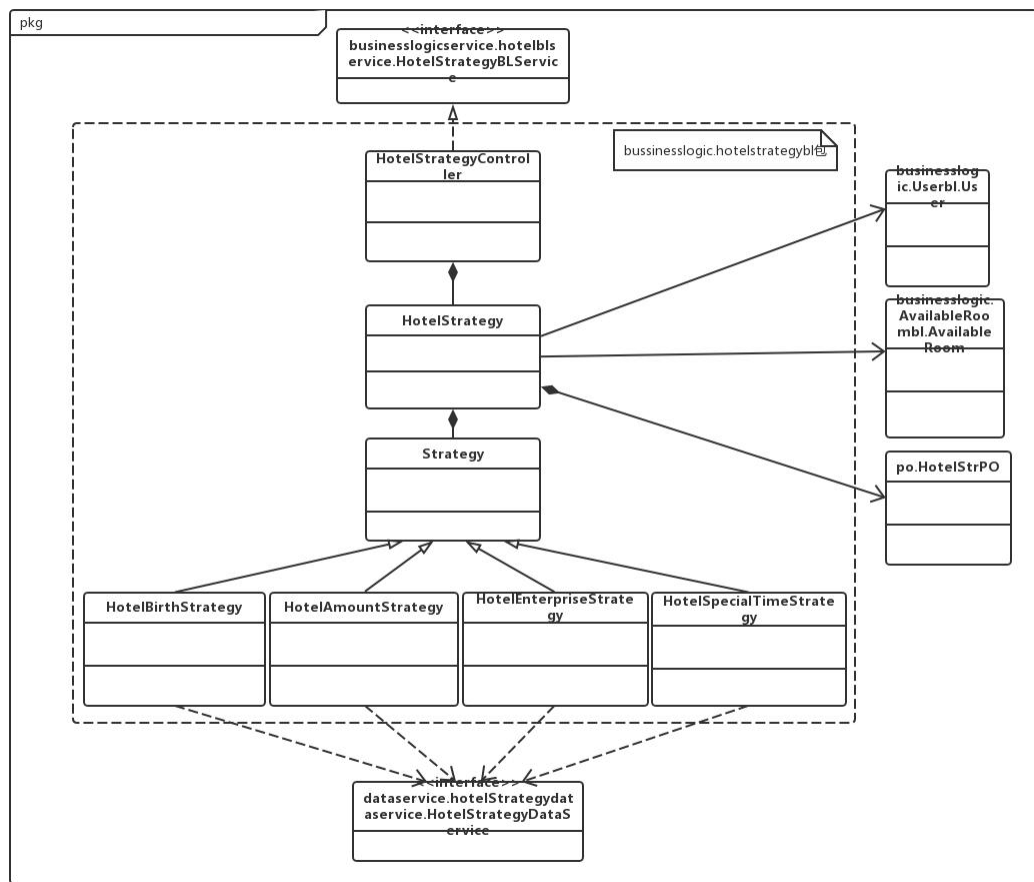 pkg
<<interface>>
businesslogicservice.hotelbls
ervice.HotelStrategyBLServic
e
bussinesslogic.hotelstrategybl包
HotelStrategyControl
ler
businesslog
ic.Userbl.Us
er
HotelStrategy
businesslogic.
AvailableRoo
mbl.Available
Room
Strategy
po.HotelStrPO
HotelBirthStrategy
HotelAmountStrategy
HotelEnterpriseStrate
gy
HotelSpecialTimeStrate
gy
<<interface>>
dataservice.hotelStrategydat
aservice.HotelStrategyDataS
ervice